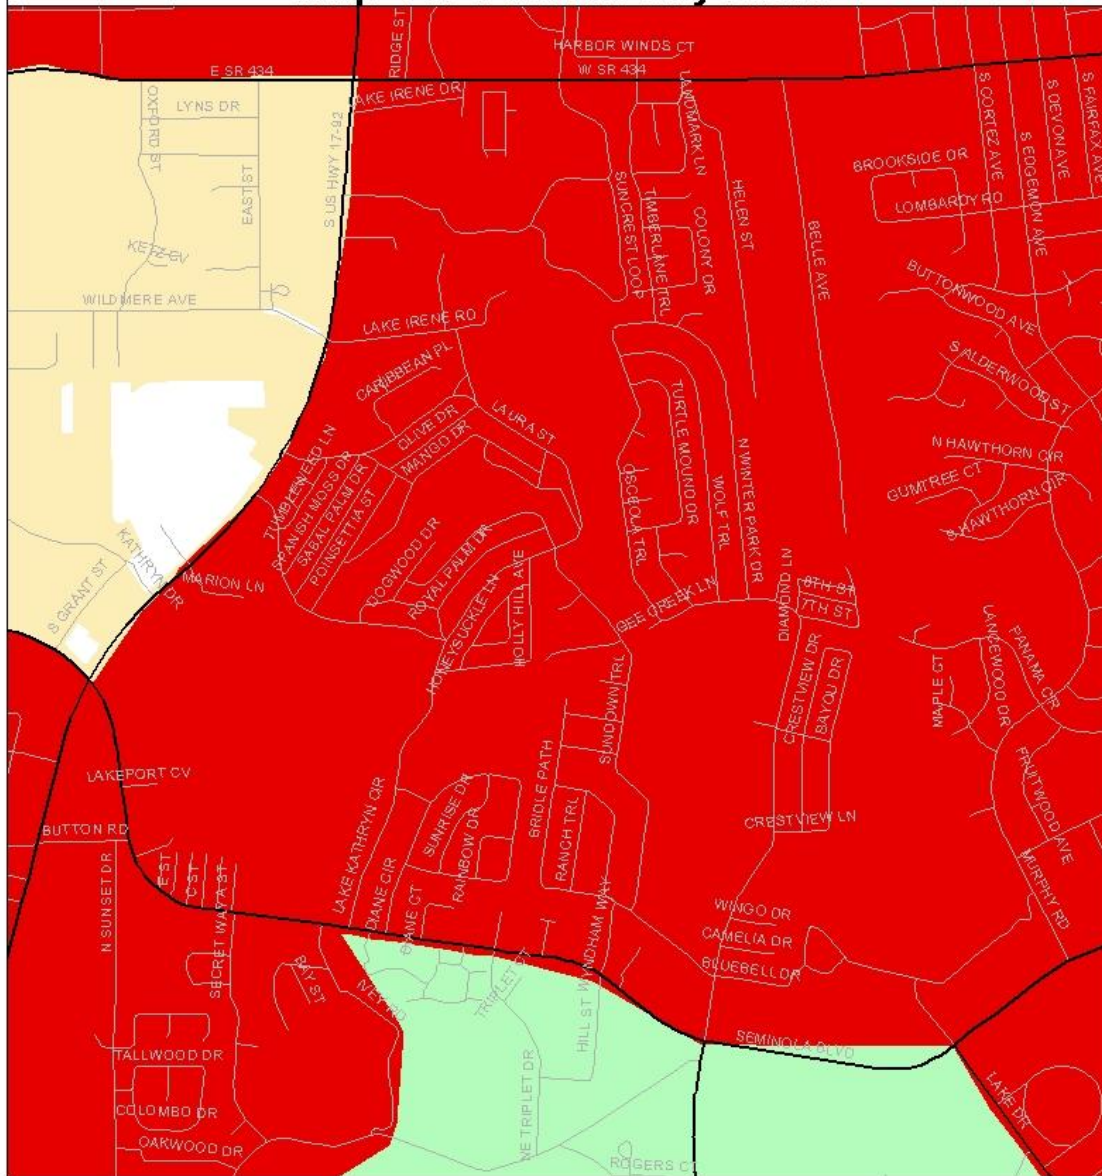 RIDGE ST
HARBOR WINDS CT
E SR 434
W SR 434
LYNS DR
OXFORD ST
LAKE IRENE DR
LANDMARK LN
S CORTEZ AVE
S DEVON AVE
S FAIRFAX AVE
S EDGEMON AVE
BROOKSIDE DR
LOMBARDY RD
EAST ST
S US HWY 17-92
SUNCREST LOOP
TIMBERLANE TRL
COLONY DR
HELEN ST
BELLE AVE
KETZ CV
WILDMERE AVE
BUTTONWOOD AVE
LAKE IRENE RD
CARIBBEAN PL
S ALDERWOOD ST
OLIVE DR
MANGO DR
LAURA ST
TURTLE MOUND DR
N WINTER PARK DR
WOLF TRL
OSCEOLA TRL
N HAWTHORN CIR
GUMTREE CT
S HAWTHORN CIR
TUMBLEWEED LN
SPANISH MOSS DR
SABAL PALM DR
POINSETTIA ST
DOGWOOD DR
ROYAL PALM DR
HONEYSUCKLE LN
HOLLY HILL AVE
KATHRYN DR
MARION LN
S GRANT ST
GEE CREEK LN
DIAMOND LN
8TH ST
7TH ST
CRESTVIEW DR
BAYOU DR
MAPLE CT
LANCEWOOD DR
PANAMA CIR
SUNDOWN TRL
BRIDLE PATH
RANCH TRL
LAKEPORT CV
BUTTON RD
LAKE KATHRYN CIR
SUNRISE DR
RAINBOW DR
CRESTVIEW LN
FRUITWOOD AVE
MURPHY RD
N SUNSET DR
E ST
C ST
A ST
SECRET WAY
DIANE CIR
DIANE CT
WYNDHAM WAY
WINGO DR
CAMELIA DR
BLUEBELL DR
BAY ST
IVEY RD
TRIPLET CT
HILL ST
SEMINOLA BLVD
TALLWOOD DR
COLOMBO DR
OAKWOOD DR
NE TRIPLET DR
LAKE DR
ROGERS CT